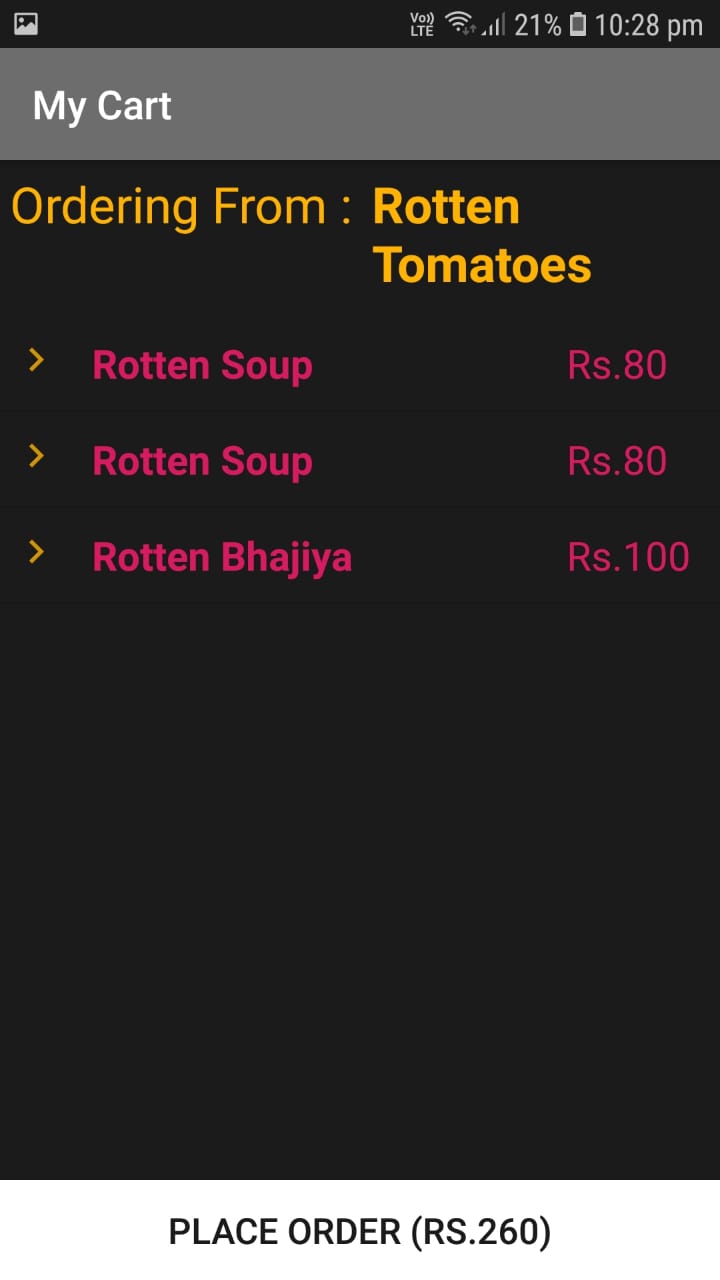 Vo)) LTE 21% 10:28 pm
My Cart
Ordering From : Rotten
Tomatoes
Rotten Soup Rs.80
Rotten Soup Rs.80
Rotten Bhajiya Rs.100
PLACE ORDER (RS.260)